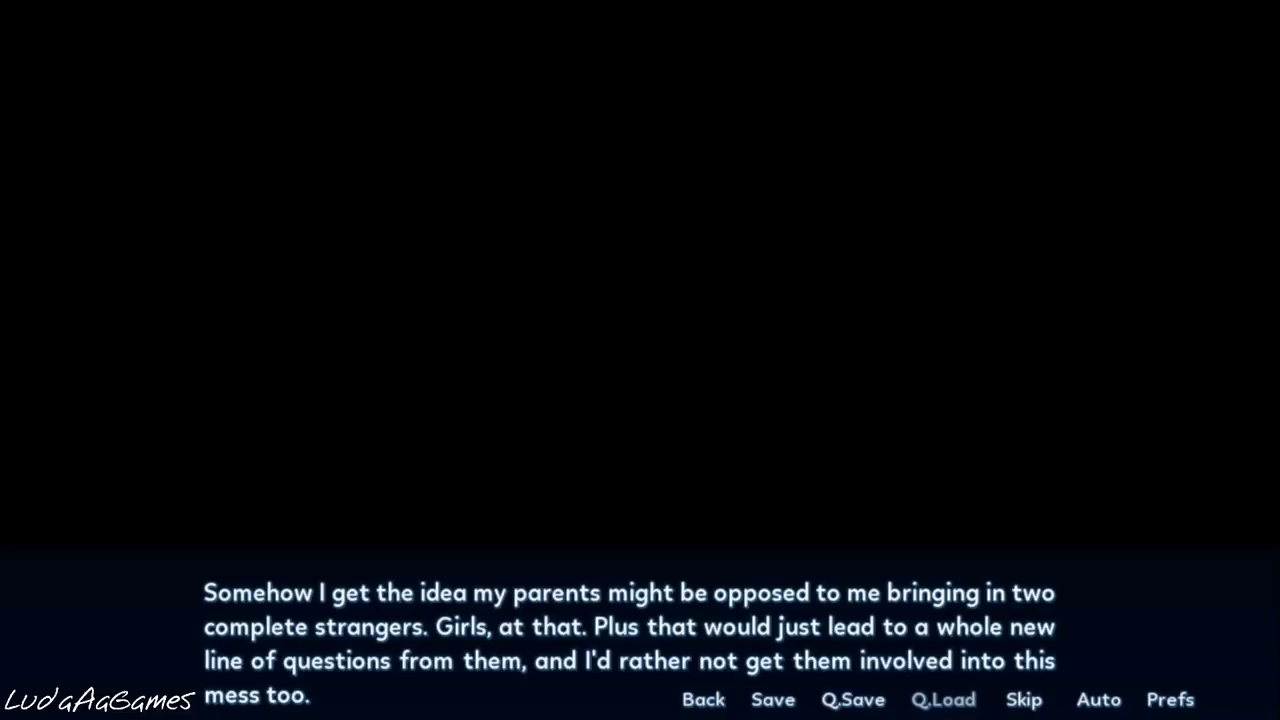 Somehow I get the idea my parents might be opposed to me bringing in two
complete strangers. Girls, at that. Plus that would just lead to a whole new
line of questions from them, and I'd rather not get them involved into this
mess too.
LudaAaGames
Back Save Q.Save Q.Load Skip Auto Prefs